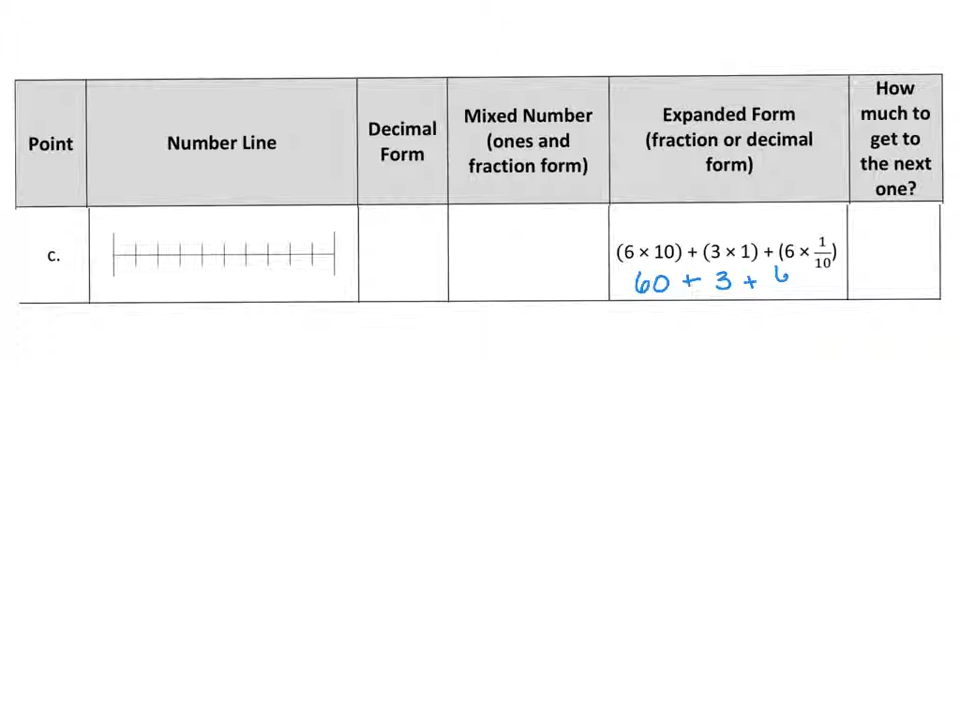 Point
Number Line
Decimal
Form
Mixed Number
(ones and
fraction form)
Expanded Form
(fraction or decimal
form)
How
much to
get to
the next
one?
c.
(6 × 10) + (3 × 1) + (6 × 1/10)
60 + 3 + 6